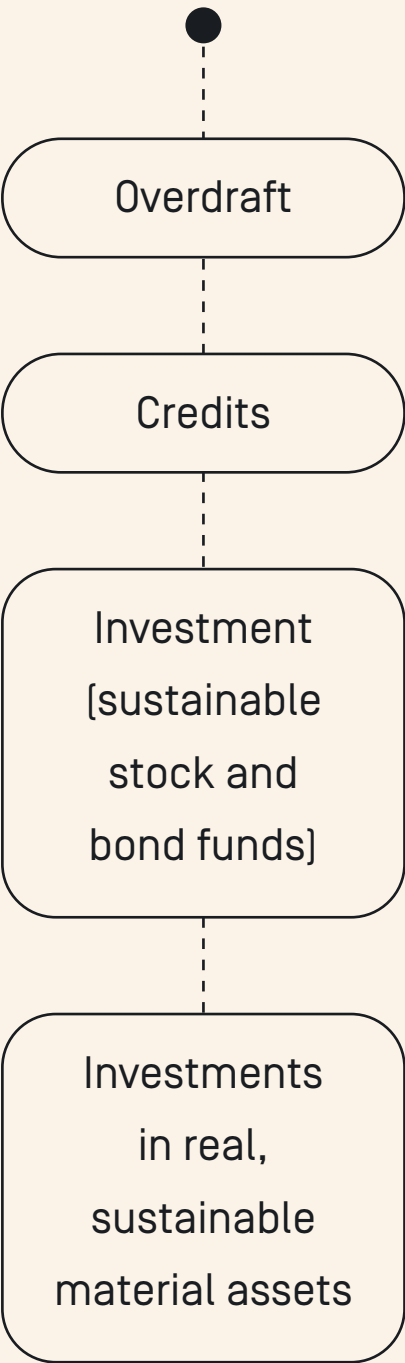 Overdraft
Credits
Investment
(sustainable
stock and
bond funds)
Investments
in real,
sustainable
material assets